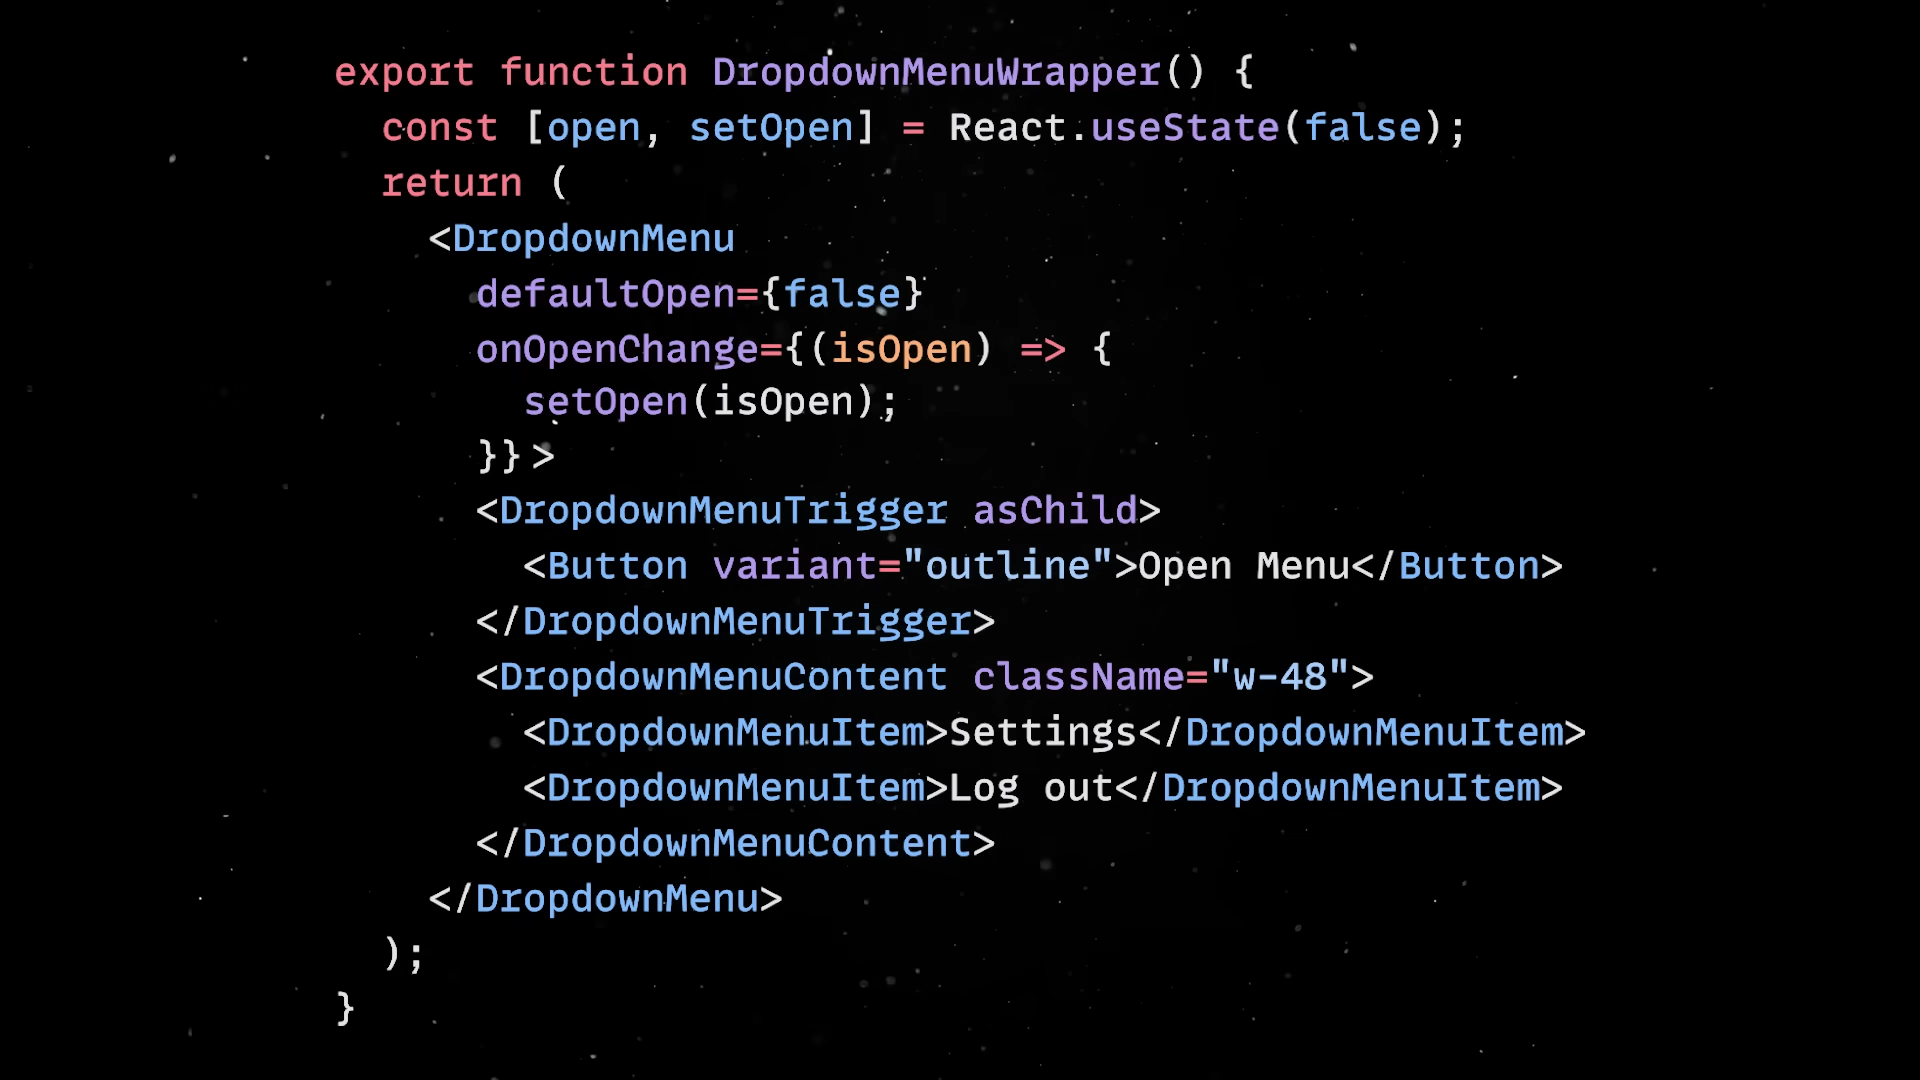 export function DropdownMenuWrapper() {
const [open, setOpen] = React.useState(false);
return (
<DropdownMenu
defaultOpen={false}
onOpenChange={(isOpen) => {
setOpen(isOpen);
}}>
<DropdownMenuTrigger asChild>
<Button variant="outline">Open Menu</Button>
</DropdownMenuTrigger>
<DropdownMenuContent className="w-48">
<DropdownMenuItem>Settings</DropdownMenuItem>
<DropdownMenuItem>Log out</DropdownMenuItem>
</DropdownMenuContent>
</DropdownMenu>
);
}